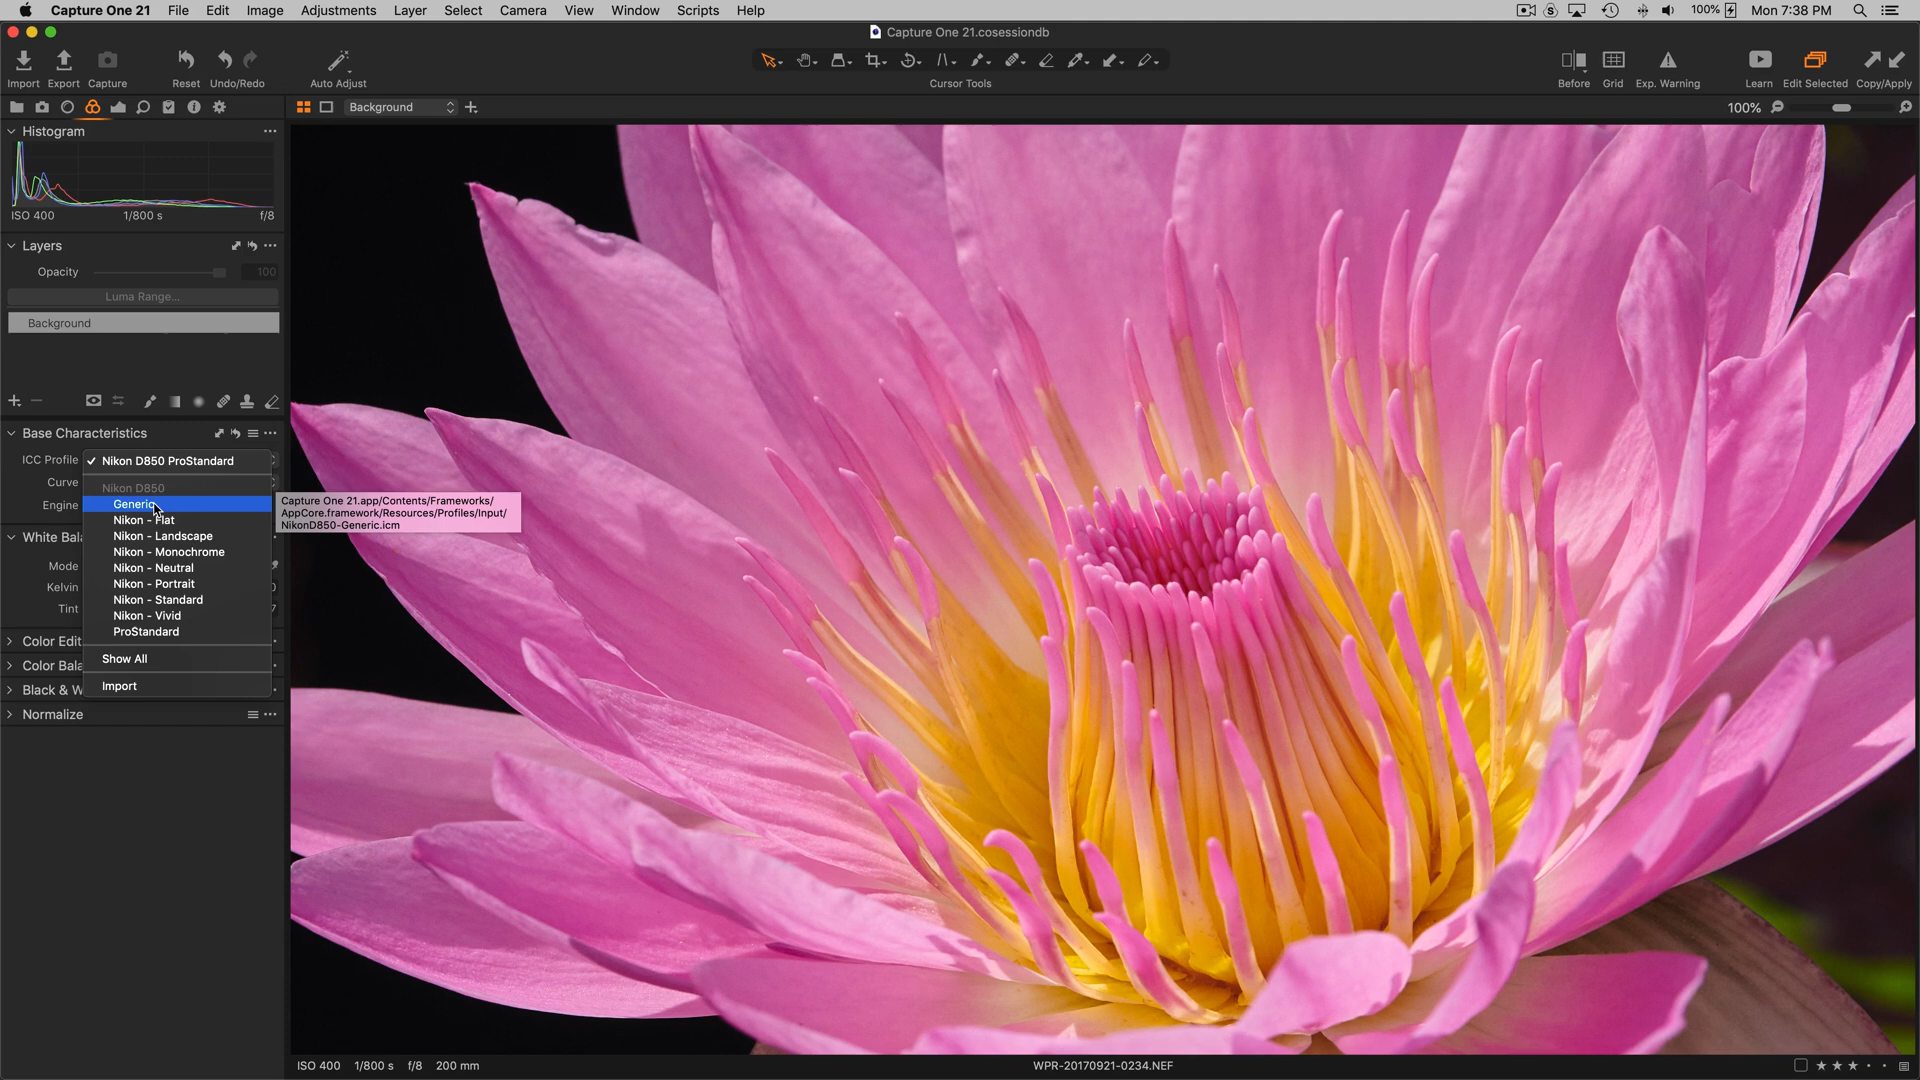 Capture One 21 File Edit Image Adjustments Layer Select Camera View Window Scripts Help
100% Mon 7:38 PM
Capture One 21.cosessiondb
Import Export Capture Reset Undo/Redo Auto Adjust
Cursor Tools
Before Grid Exp. Warning Learn Edit Selected Copy/Apply
Background
100%
Histogram
ISO 400 1/800 s f/8
Layers
Opacity 100
Luma Range...
Background
Base Characteristics
ICC Profile Nikon D850 ProStandard
Curve
Nikon D850
Engine
Generic
Nikon - Flat
Nikon - Landscape
Nikon - Monochrome
Nikon - Neutral
Nikon - Portrait
Nikon - Standard
Nikon - Vivid
ProStandard
Show All
Import
Capture One 21.app/Contents/Frameworks/
AppCore.framework/Resources/Profiles/Input/
NikonD850-Generic.icm
White Bal
Mode
Kelvin 0
Tint 7
Color Edit
Color Bala
Black & W
Normalize
ISO 400 1/800 s f/8 200 mm
WPR-20170921-0234.NEF